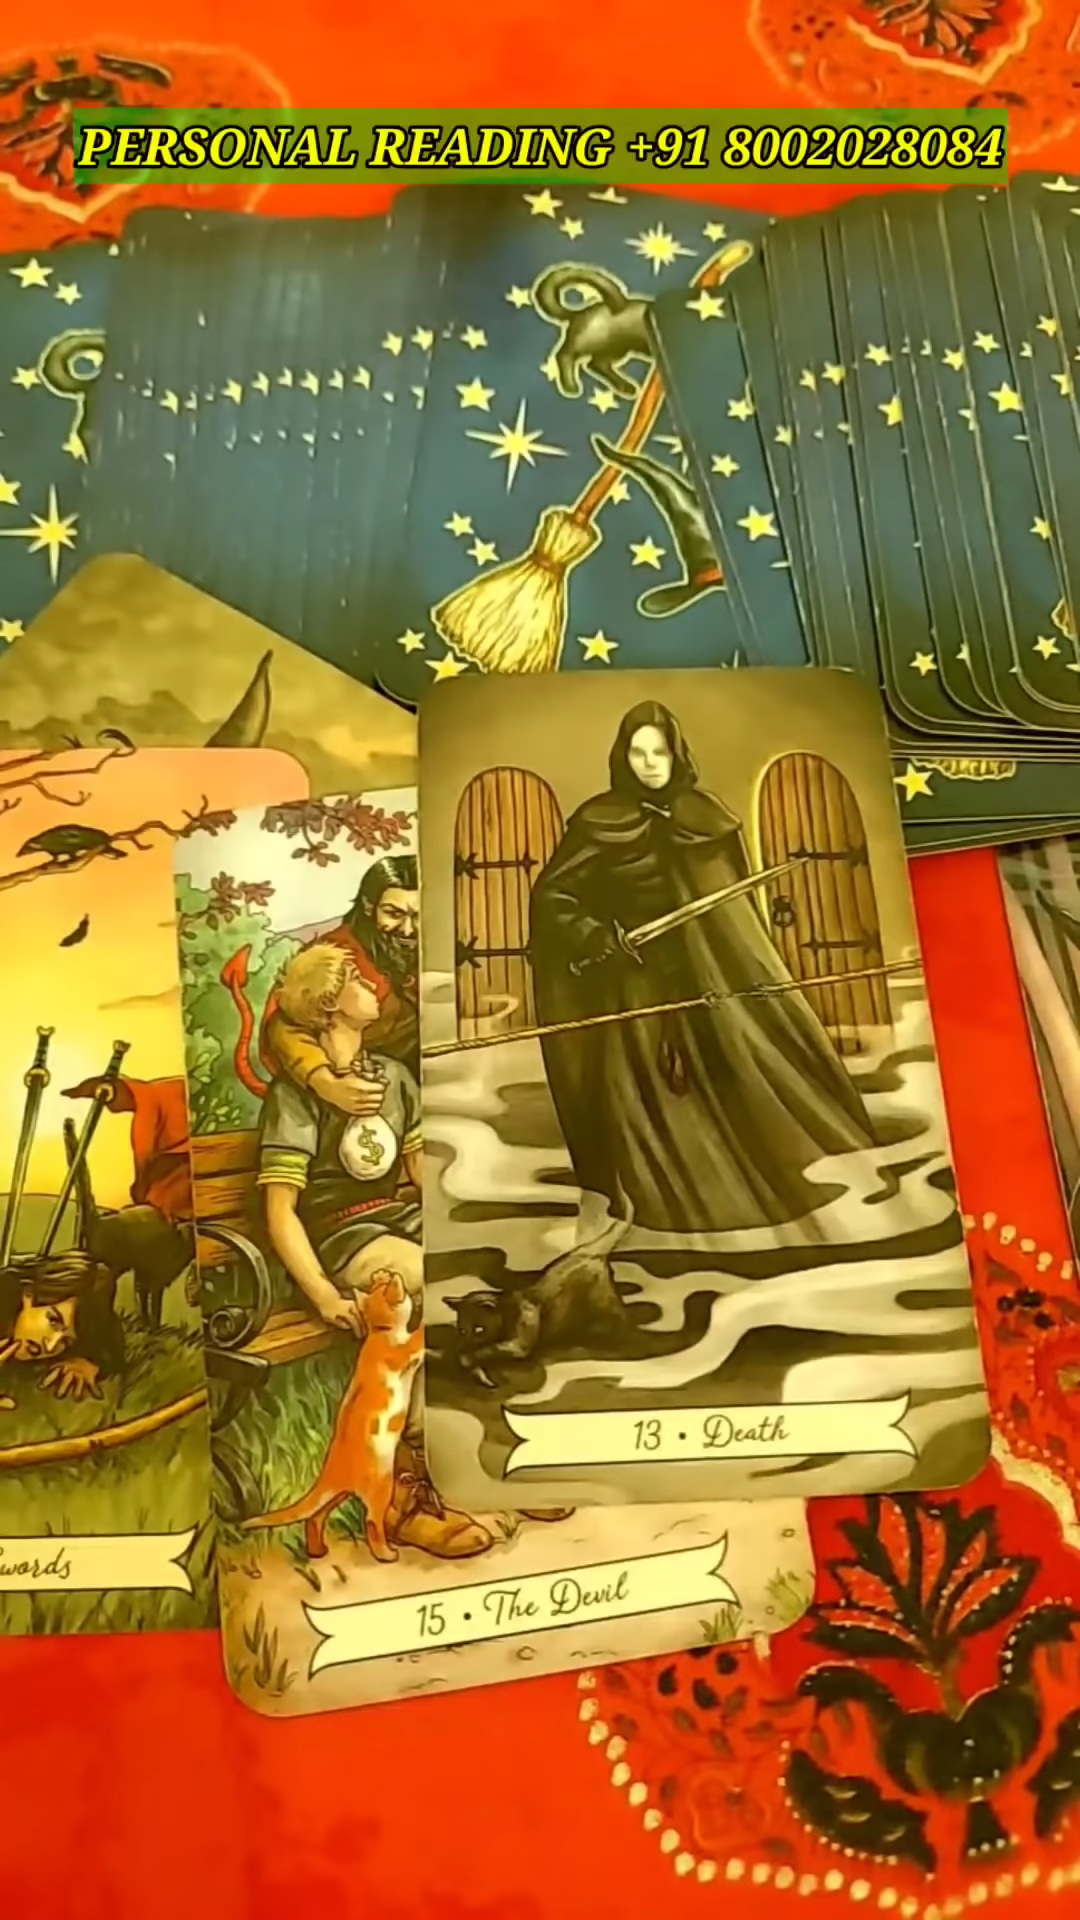 PERSONAL READING +91 8002028084
13 • Death
words
15 • The Devil
$